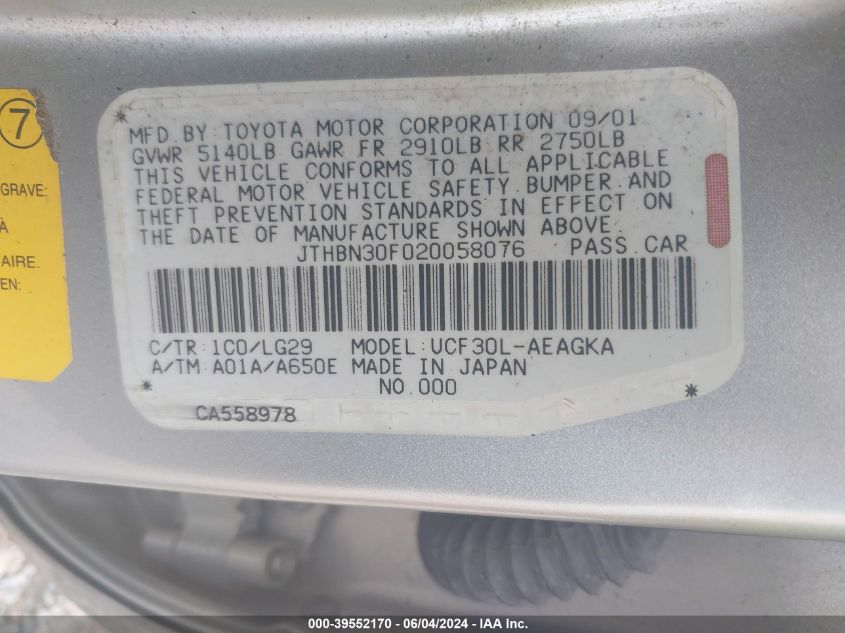 7
GRAVE:
À
AIRE.
EN:
MFD.BY:TOYOTA MOTOR CORPORATION 09/01
GVWR 5140LB GAWR FR 2910LB RR 2750LB
THIS VEHICLE CONFORMS TO ALL APPLICABLE
FEDERAL MOTOR VEHICLE SAFETY.BUMPER.AND
THEFT PREVENTION STANDARDS IN EFFECT ON
THE DATE OF MANUFACTURE SHOWN ABOVE.
JTHBN30F020058076 PASS.CAR
C/TR:1C0/LG29 MODEL:UCF30L-AEAGKA
A/TM:A01A/A650E MADE IN JAPAN
NO.000
CA558978
000-39552170 - 06/04/2024 - IAA Inc.